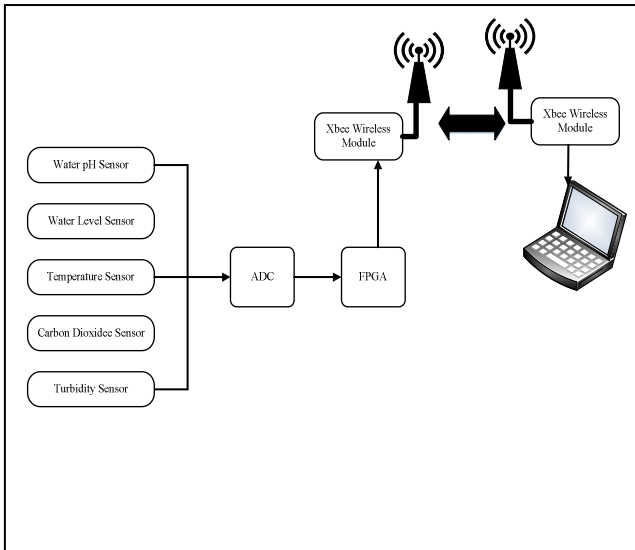 Xbee Wireless
Module
Xbee Wireless
Module
Water pH Sensor
Water Level Sensor
Temperature Sensor
ADC
FPGA
Carbon Dioxidee Sensor
Turbidity Sensor